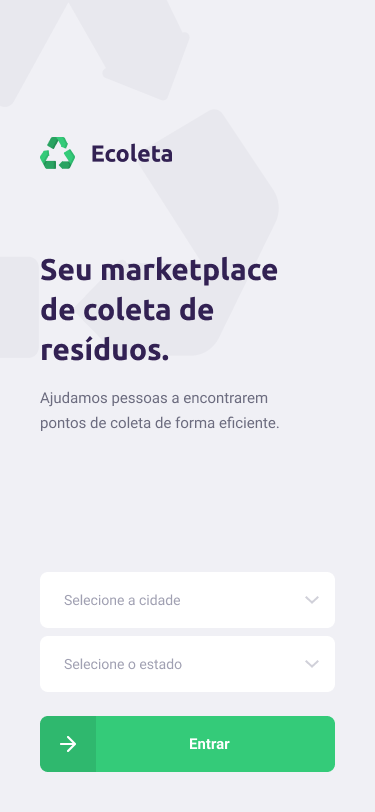 Ecoleta
Seu marketplace
de coleta de
resíduos.
Ajudamos pessoas a encontrarem
pontos de coleta de forma eficiente.
Selecione a cidade
Selecione o estado
Entrar